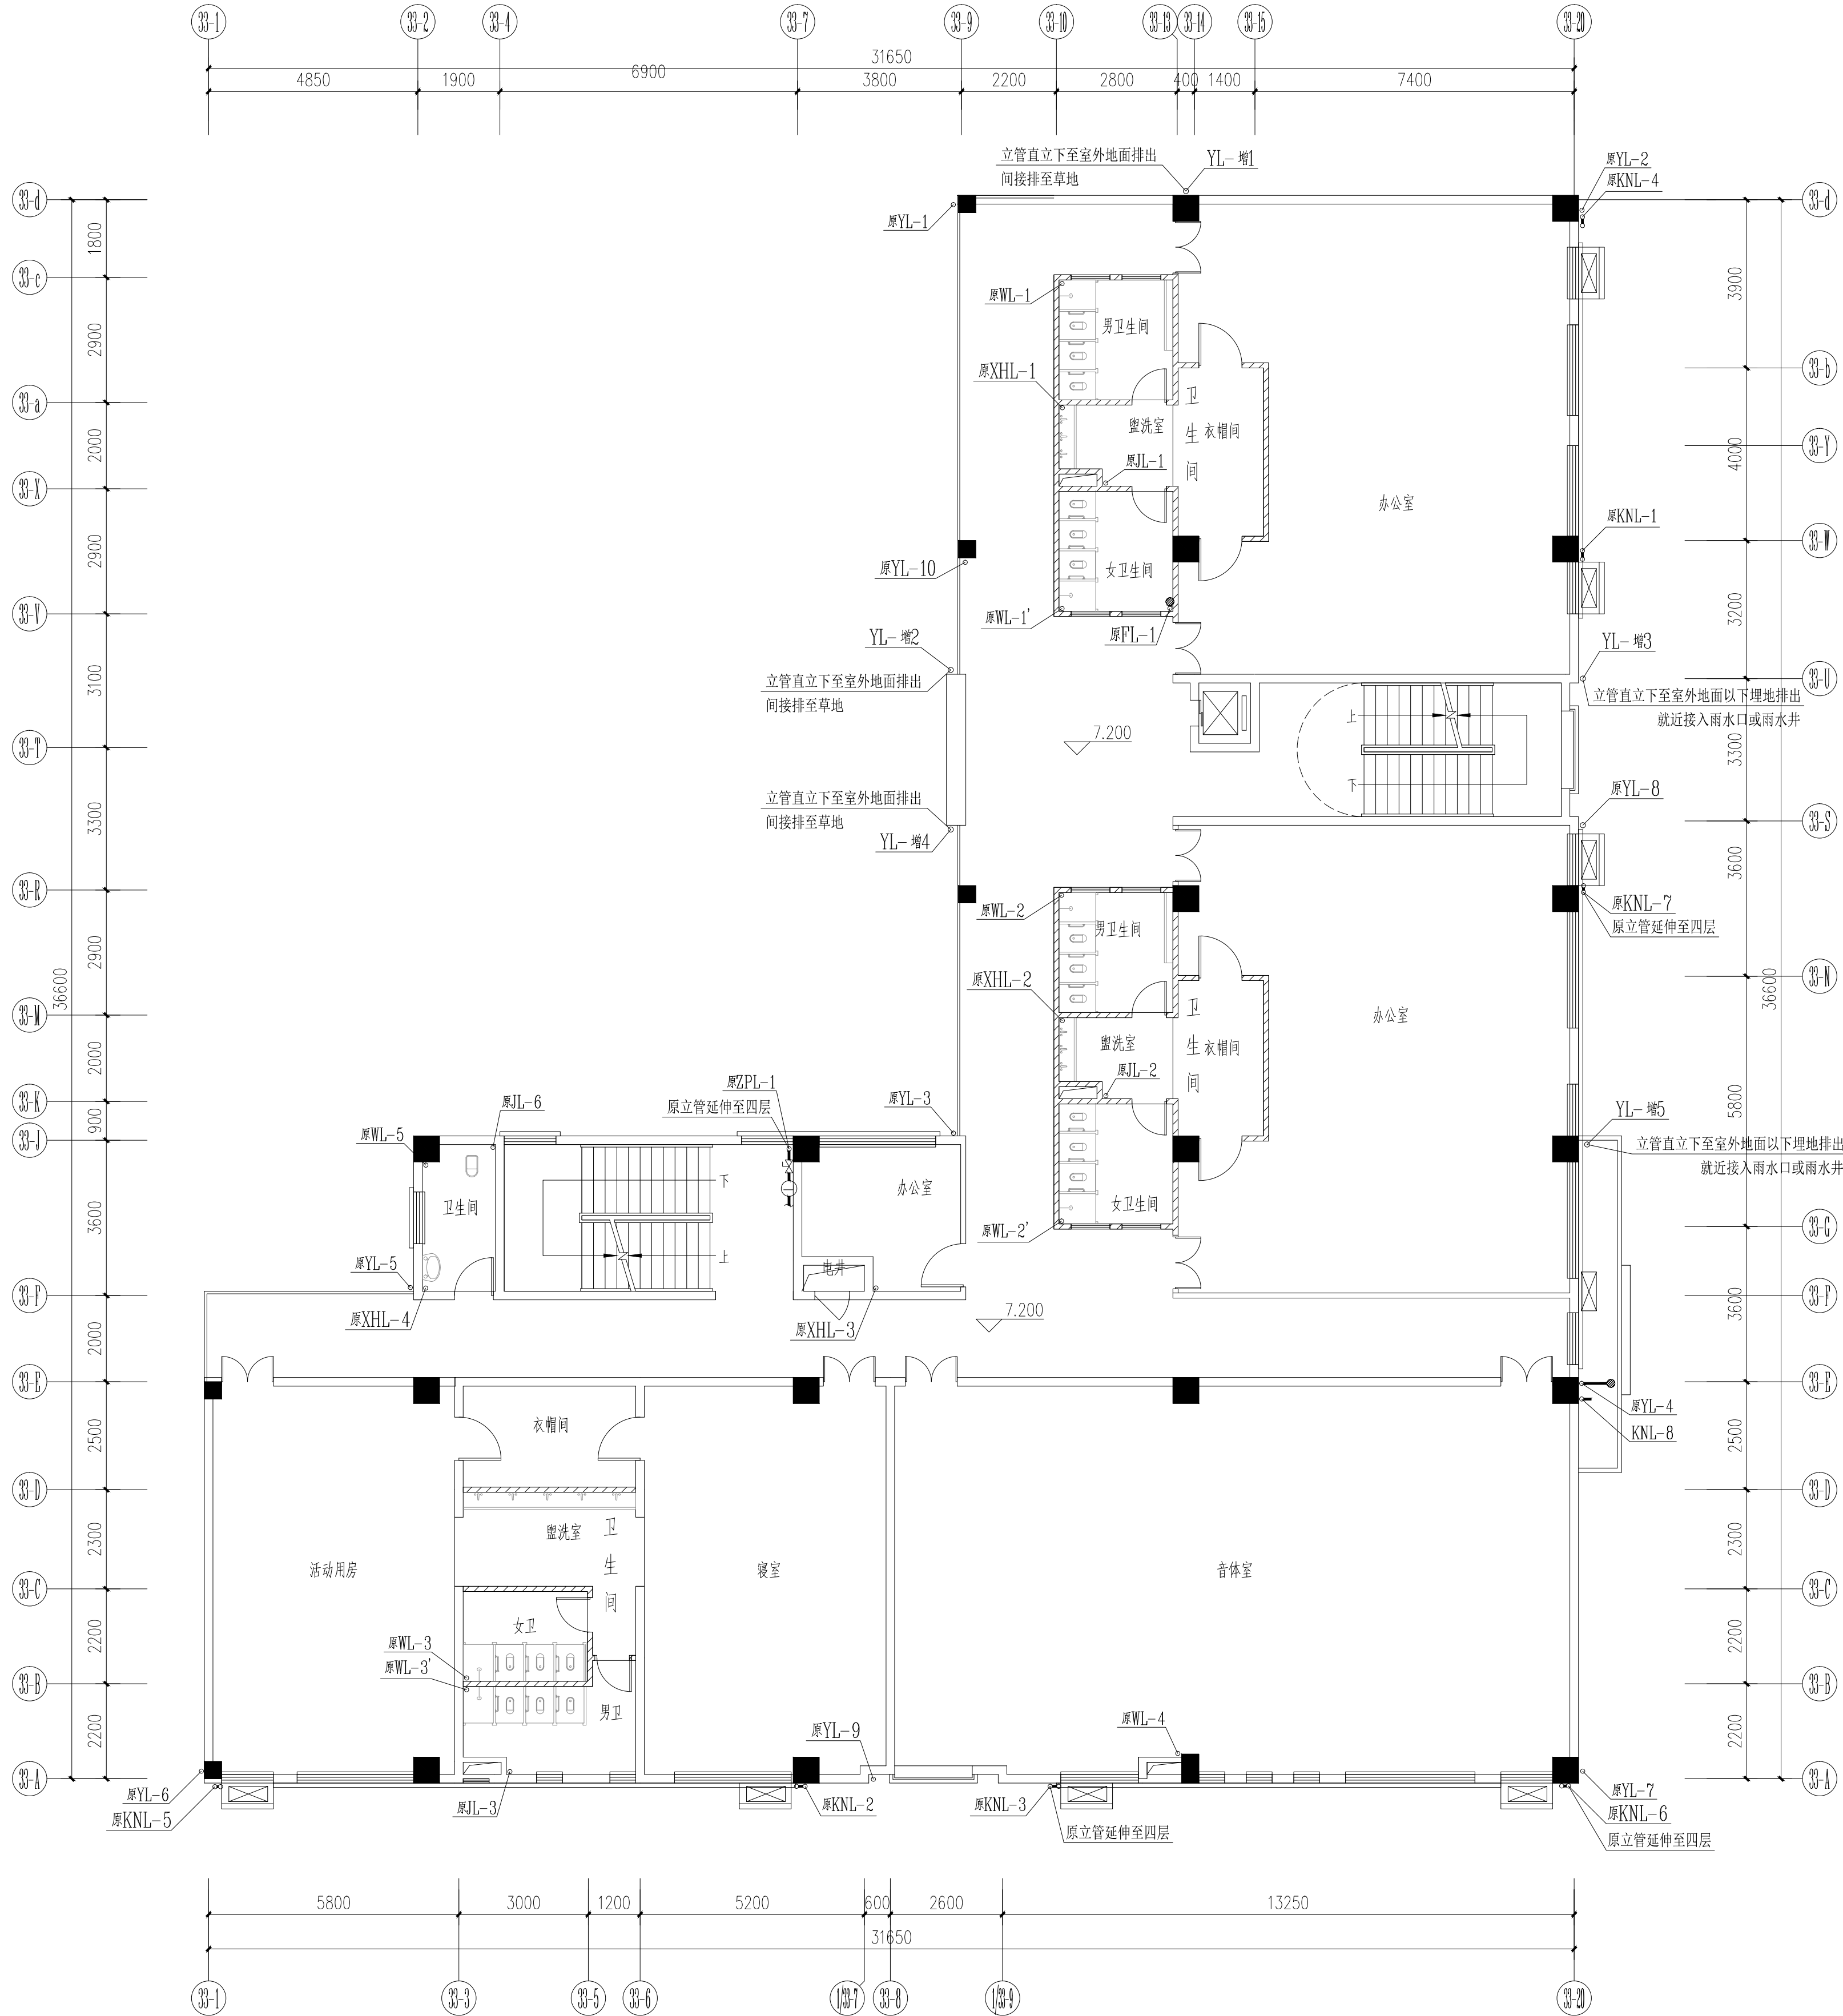 33-1 33-2 33-4 33-7 33-9 33-10 33-13 33-14 33-15 33-20
31650
4850 1900 6900 3800 2200 2800 400 1400 7400
立管直立下至室外地面排出
间接排至草地
YL-增1
原YL-2
原KNL-4
33-d
33-d
原YL-1
1800
3900
33-c
原WL-1
男卫生间
2900
33-b
原XHL-1
33-a
卫生间
盥洗室
衣帽间
2000
4000
33-Y
原JL-1
33-X
办公室
原KNL-1
2900
33-W
原YL-10
女卫生间
33-V
原WL-1'
原FL-1
3200
YL-增2
YL-增3
立管直立下至室外地面排出
间接排至草地
3100
33-U
立管直立下至室外地面以下埋地排出
就近接入雨水口或雨水井
上
7.200
33-T
3300
下
立管直立下至室外地面排出
间接排至草地
原YL-8
3300
33-S
YL-增4
3600
33-R
原WL-2
原KNL-7
原立管延伸至四层
男卫生间
2900
36600
原XHL-2
33-N
36600
33-M
卫生间
办公室
盥洗室
衣帽间
2000
原JL-2
原ZPL-1
原立管延伸至四层
原JL-6
原YL-3
33-K
5800
YL-增5
900
33-J
原WL-5
立管直立下至室外地面以下埋地排出
就近接入雨水口或雨水井
下
办公室
卫生间
女卫生间
3600
原WL-2'
33-G
上
原YL-5
电井
33-F
33-F
原XHL-4
原XHL-3
7.200
2000
3600
33-E
33-E
原YL-4
KNL-8
衣帽间
2500
2500
33-D
33-D
盥洗室
卫生间
2300
2300
活动用房
寝室
音体室
33-C
33-C
女卫
原WL-3
原WL-3'
2200
2200
33-B
33-B
男卫
原WL-4
原YL-9
2200
2200
33-A
33-A
原YL-6
原KNL-5
原JL-3
原KNL-2
原KNL-3
原立管延伸至四层
原YL-7
原KNL-6
原立管延伸至四层
5800 3000 1200 5200 600 2600 13250
31650
33-1 33-3 33-5 33-6 1/33-7 33-8 1/33-9 33-20